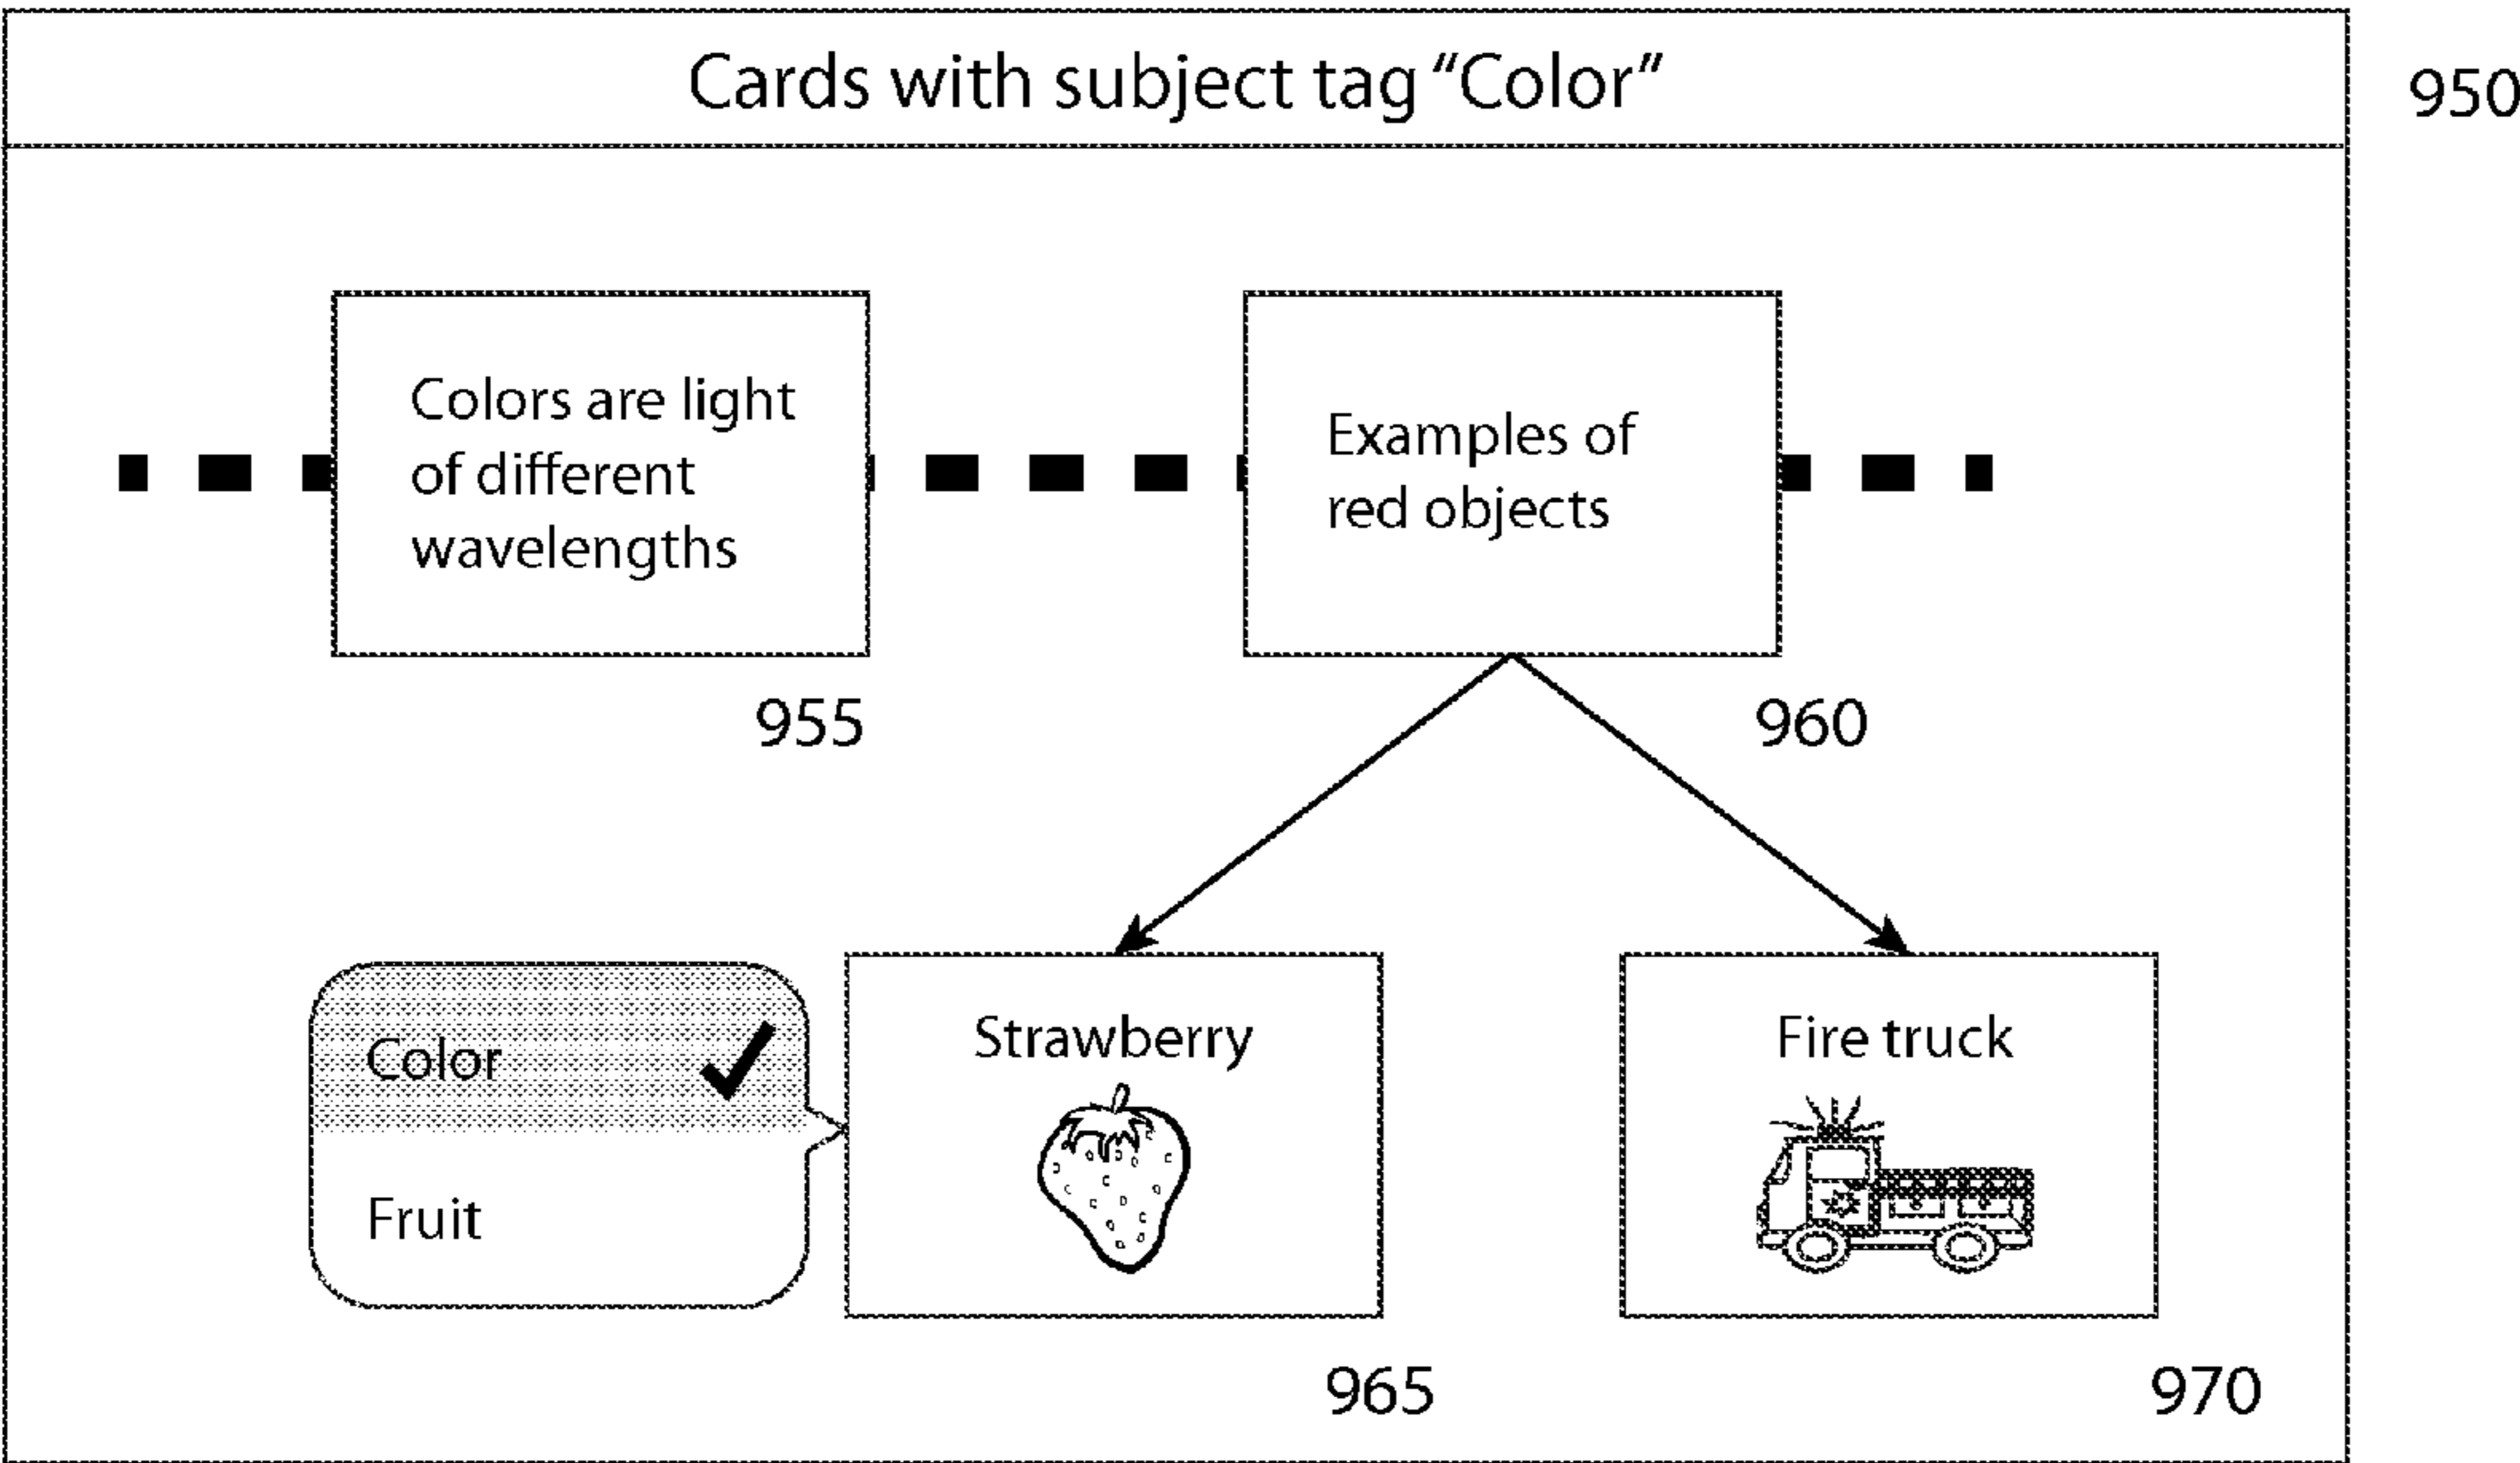 Cards with subject tag “Color”
950
Colors are light
of different
wavelengths
Examples of
red objects
955
960
Color
Fruit
Strawberry
Fire truck
965
970